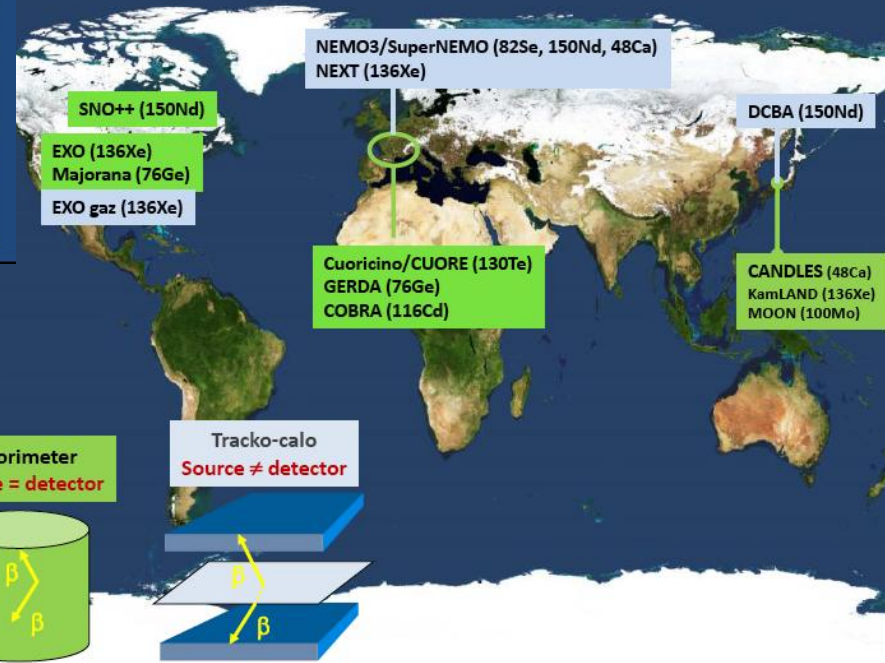 NEMO3/SuperNEMO (82Se, 150Nd, 48Ca)
NEXT (136Xe)
SNO++ (150Nd)
DCBA (150Nd)
EXO (136Xe)
Majorana (76Ge)
EXO gaz (136Xe)
Cuoricino/CUORE (130Te)
GERDA (76Ge)
COBRA (116Cd)
CANDLES (48Ca)
KamLAND (136Xe)
MOON (100Mo)
orimeter
e = detector
Tracko-calo
Source ≠ detector
β
β
β
β